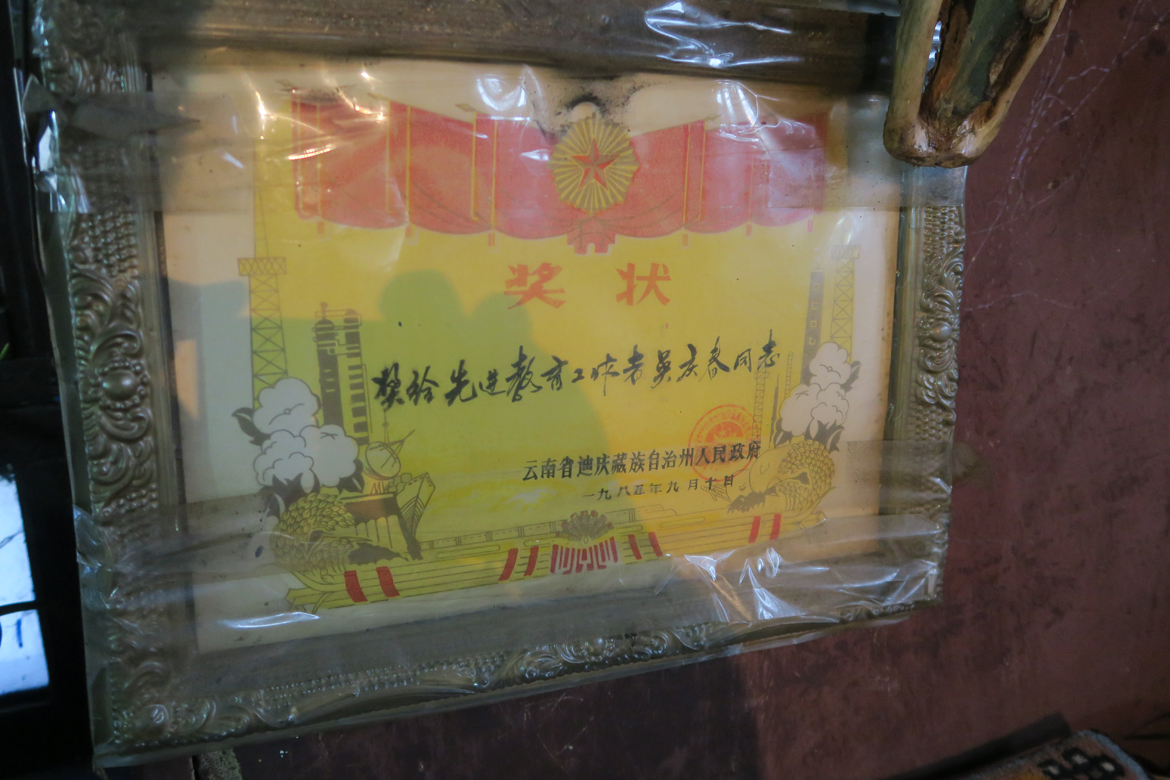 奖状
奖给先进教育工作者吴庆春同志
云南省迪庆藏族自治州人民政府
一九八五年九月十日